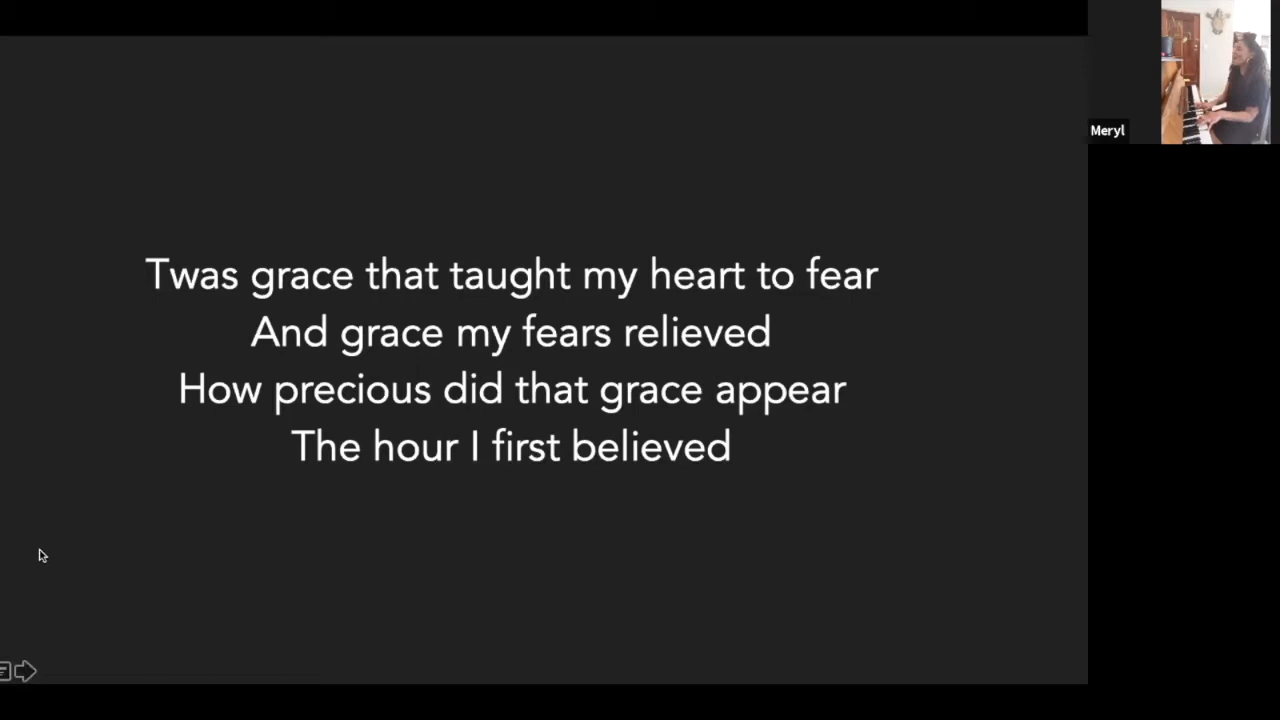 Twas grace that taught my heart to fear
And grace my fears relieved
How precious did that grace appear
The hour I first believed
Meryl